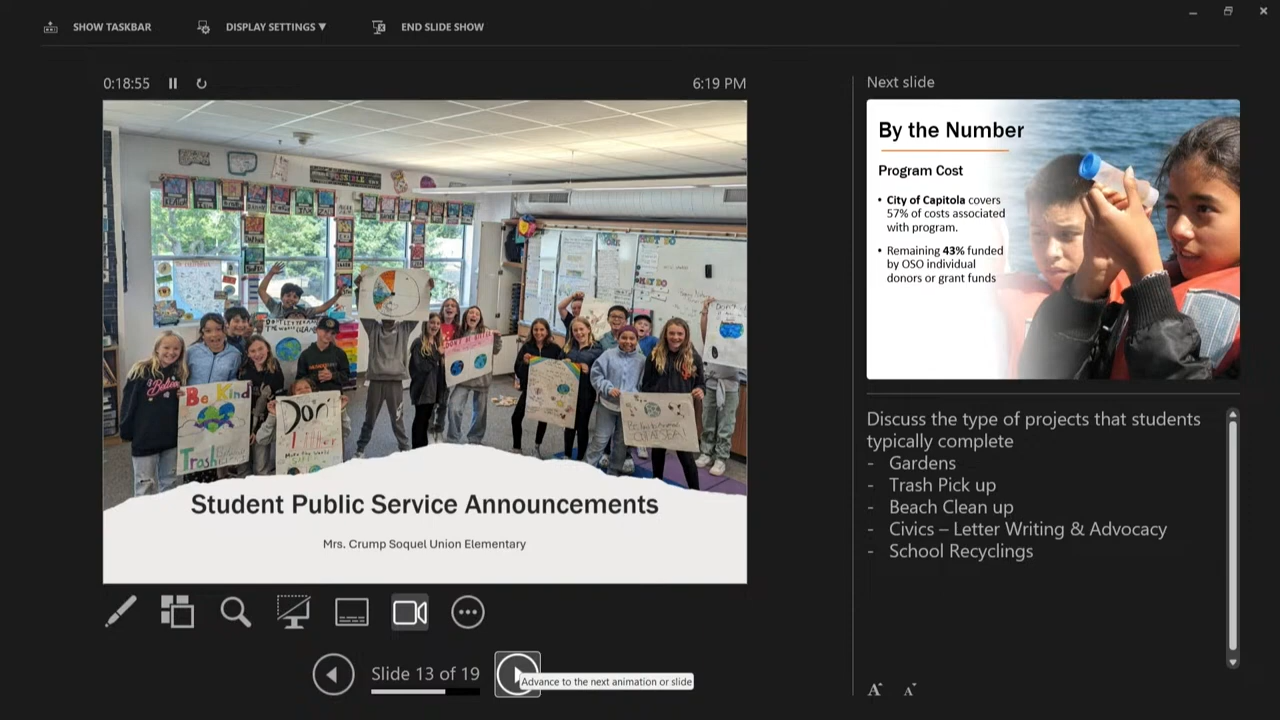 SHOW TASKBAR
DISPLAY SETTINGS ▼
END SLIDE SHOW
0:18:55
6:19 PM
Be Kind
Trash
Don't
Litter
Student Public Service Announcements
Mrs. Crump Soquel Union Elementary
Slide 13 of 19
Advance to the next animation or slide
Next slide
By the Number
Program Cost
• City of Capitola covers
57% of costs associated
with program.
• Remaining 43% funded
by OSO individual
donors or grant funds
Discuss the type of projects that students
typically complete
- Gardens
- Trash Pick up
- Beach Clean up
- Civics – Letter Writing & Advocacy
- School Recyclings